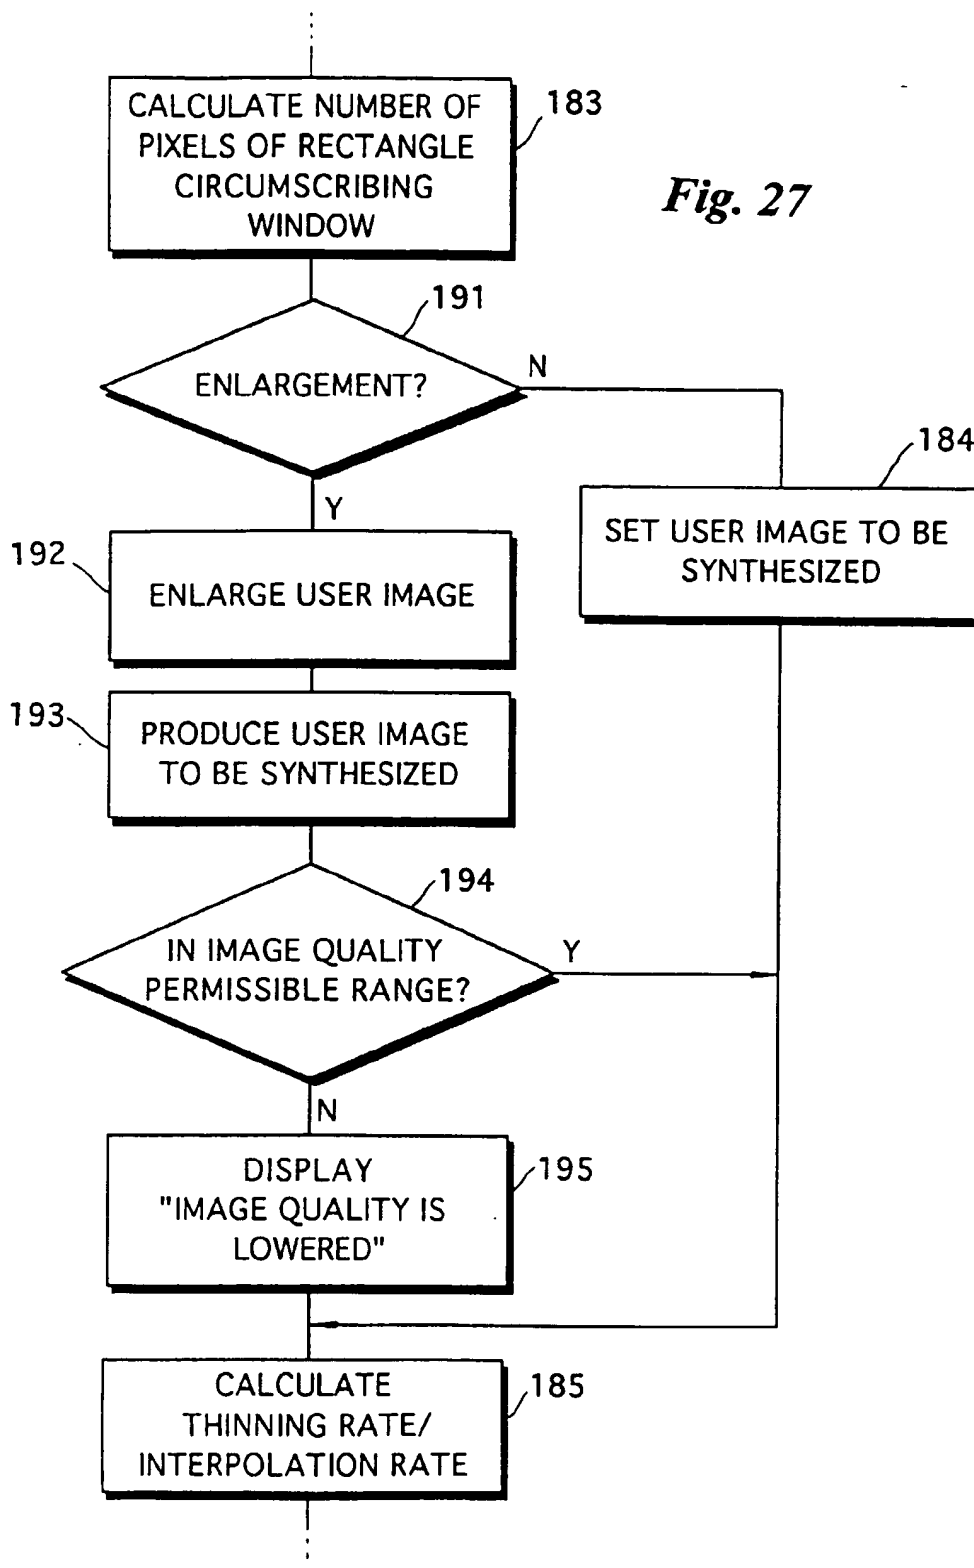 CALCULATE NUMBER OF
PIXELS OF RECTANGLE
CIRCUMSCRIBING
WINDOW
183
Fig. 27
191
ENLARGEMENT?
N
Y
184
SET USER IMAGE TO BE
SYNTHESIZED
192
ENLARGE USER IMAGE
193
PRODUCE USER IMAGE
TO BE SYNTHESIZED
194
IN IMAGE QUALITY
PERMISSIBLE RANGE?
Y
N
195
DISPLAY
"IMAGE QUALITY IS
LOWERED"
185
CALCULATE
THINNING RATE/
INTERPOLATION RATE